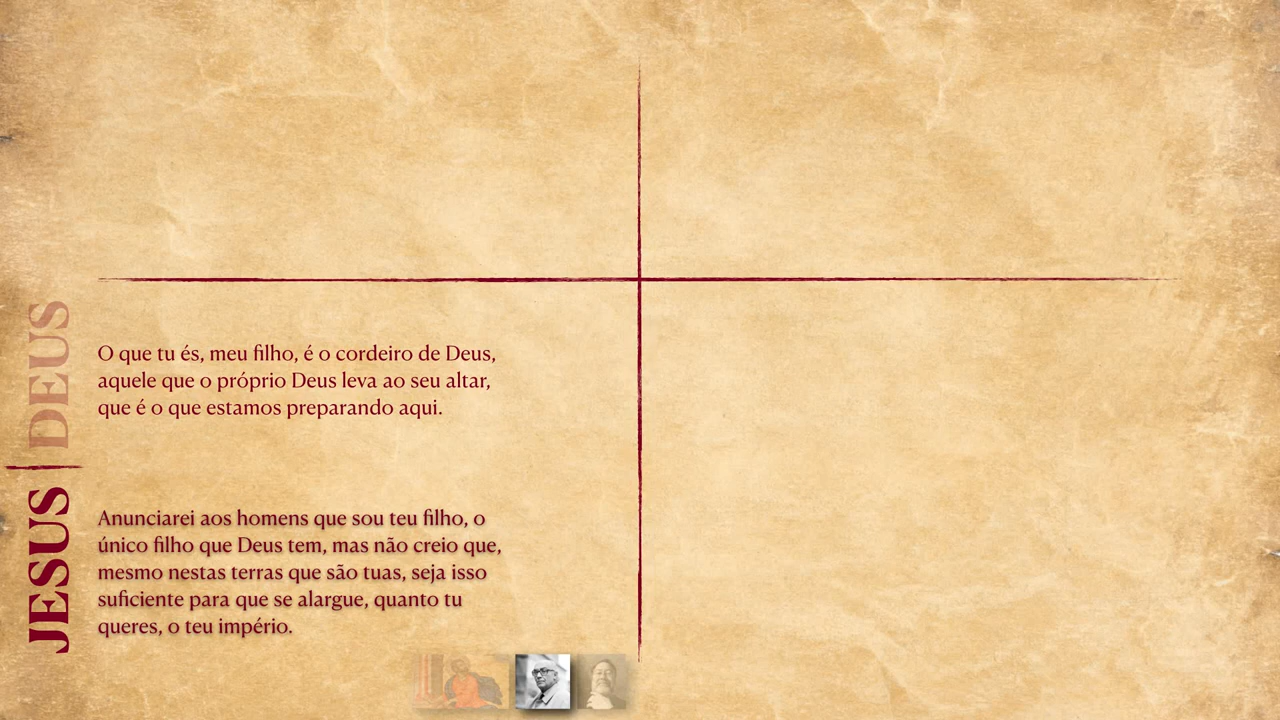 DEUS
O que tu és, meu filho, é o cordeiro de Deus,
aquele que o próprio Deus leva ao seu altar,
que é o que estamos preparando aqui.
JESUS
Anunciarei aos homens que sou teu filho, o
único filho que Deus tem, mas não creio que,
mesmo nestas terras que são tuas, seja isso
suficiente para que se alargue, quanto tu
queres, o teu império.